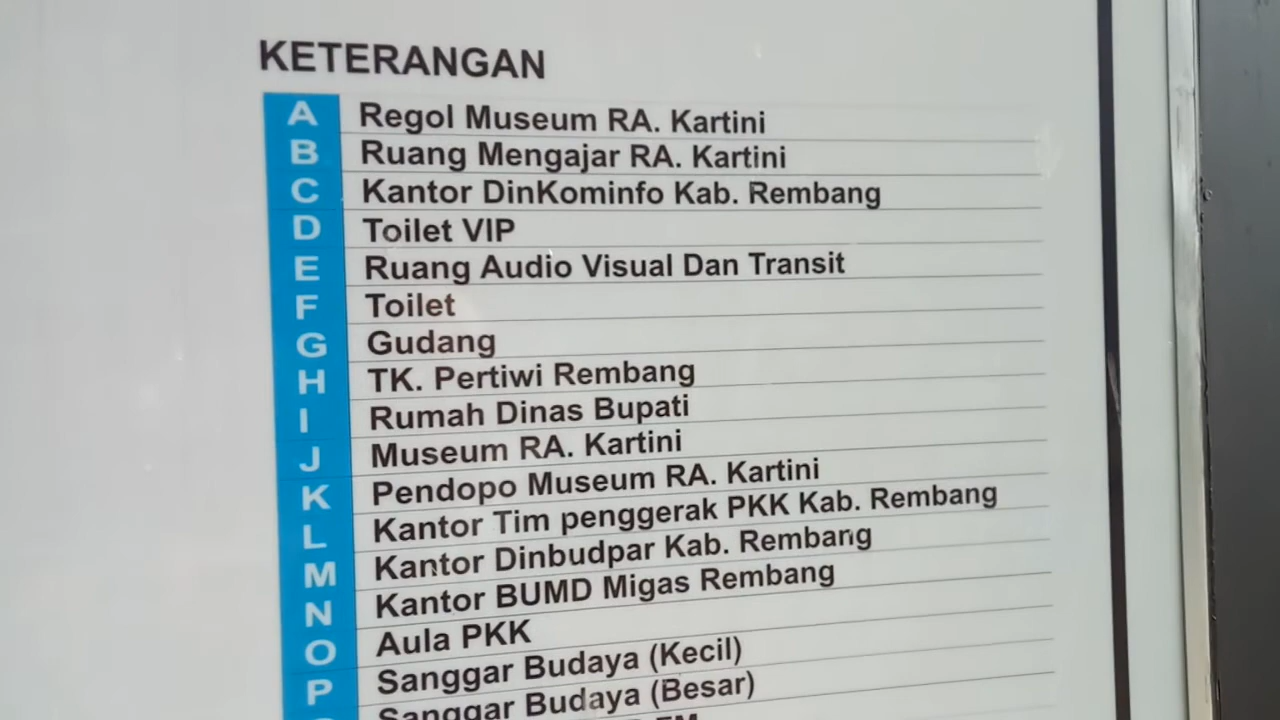 KETERANGAN
A Regol Museum RA. Kartini
B Ruang Mengajar RA. Kartini
C Kantor DinKominfo Kab. Rembang
D Toilet VIP
E Ruang Audio Visual Dan Transit
F Toilet
G Gudang
H TK. Pertiwi Rembang
I Rumah Dinas Bupati
J Museum RA. Kartini
K Pendopo Museum RA. Kartini
L Kantor Tim penggerak PKK Kab. Rembang
M Kantor Dinbudpar Kab. Rembang
N Kantor BUMD Migas Rembang
O Aula PKK
P Sanggar Budaya (Kecil)
Sanggar Budaya (Besar)
FM